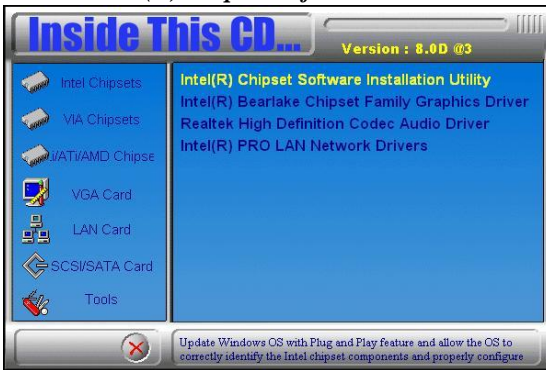 Inside This CD...
Version : 8.0D @3
Intel Chipsets
VIA Chipsets
i/ATi/AMD Chipse
VGA Card
LAN Card
SCSI/SATA Card
Tools
Intel(R) Chipset Software Installation Utility
Intel(R) Bearlake Chipset Family Graphics Driver
Realtek High Definition Codec Audio Driver
Intel(R) PRO LAN Network Drivers
Update Windows OS with Plug and Play feature and allow the OS to
correctly identify the Intel chipset components and properly configure